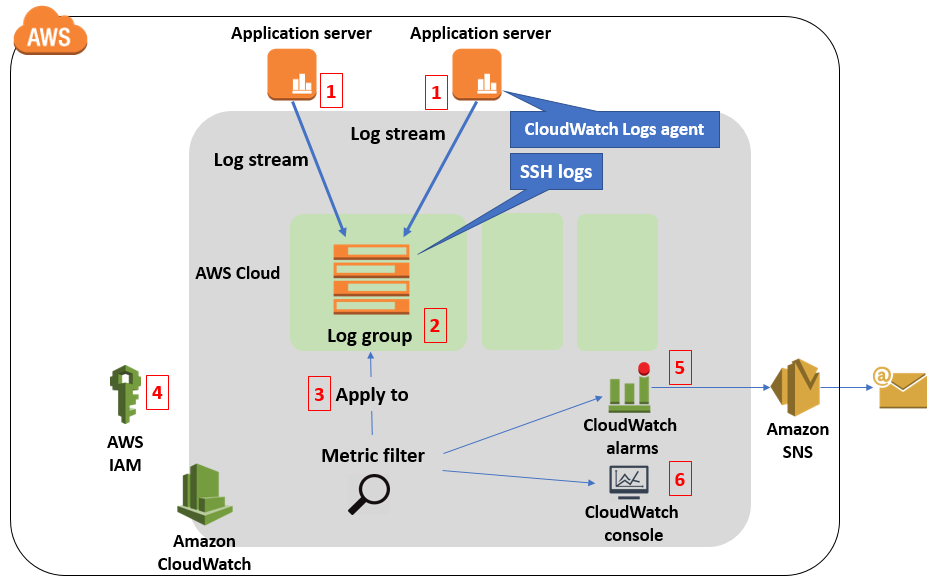 AWS
Application server
Application server
1
1
CloudWatch Logs agent
Log stream
Log stream
SSH logs
AWS Cloud
Log group
2
3
Apply to
4
AWS
IAM
5
CloudWatch
alarms
Amazon
SNS
@
Metric filter
6
CloudWatch
console
Amazon
CloudWatch